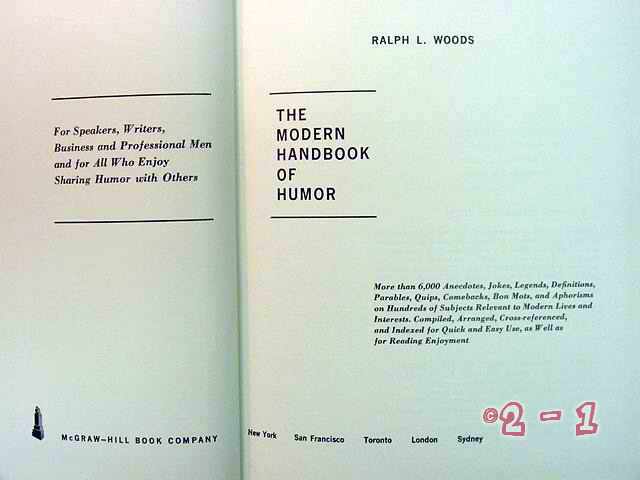 For Speakers, Writers,
Business and Professional Men
and for All Who Enjoy
Sharing Humor with Others
McGRAW-HILL BOOK COMPANY
RALPH L. WOODS
THE
MODERN
HANDBOOK
OF
HUMOR
More than 6,000 Anecdotes, Jokes, Legends, Definitions,
Parables, Quips, Comebacks, Bon Mots, and Aphorisms
on Hundreds of Subjects Relevant to Modern Lives and
Interests. Compiled, Arranged, Cross-referenced,
and Indexed for Quick and Easy Use, as Well as
for Reading Enjoyment
New York San Francisco Toronto London Sydney
©2-1